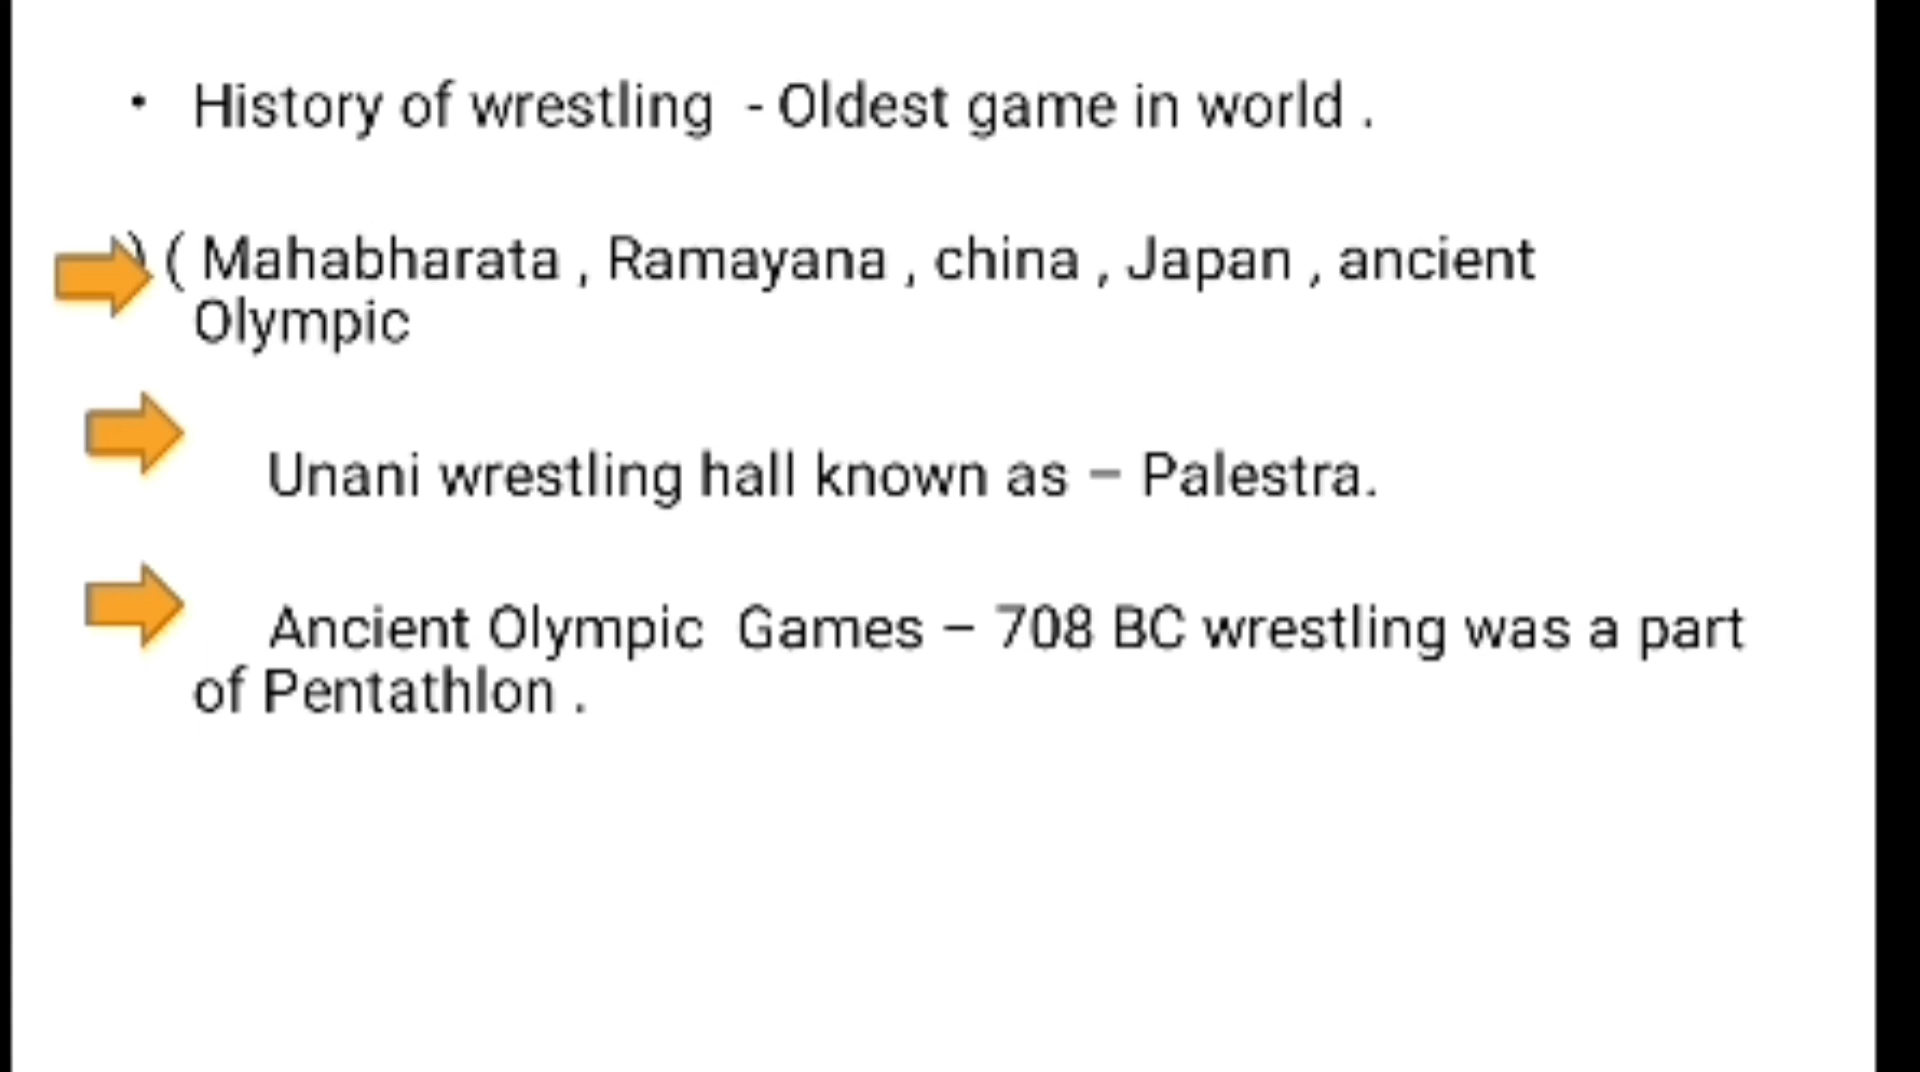 • History of wrestling - Oldest game in world .
) ( Mahabharata , Ramayana , china , Japan , ancient
Olympic
Unani wrestling hall known as – Palestra.
Ancient Olympic Games – 708 BC wrestling was a part
of Pentathlon .